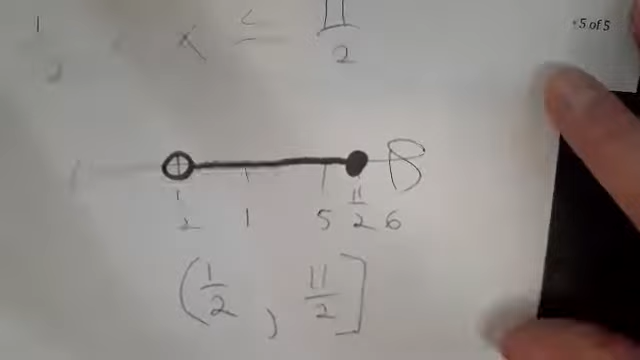 5 of 5
x ≤ 11/2
B
1/2 1 5 11/2 6
(1/2, 11/2]